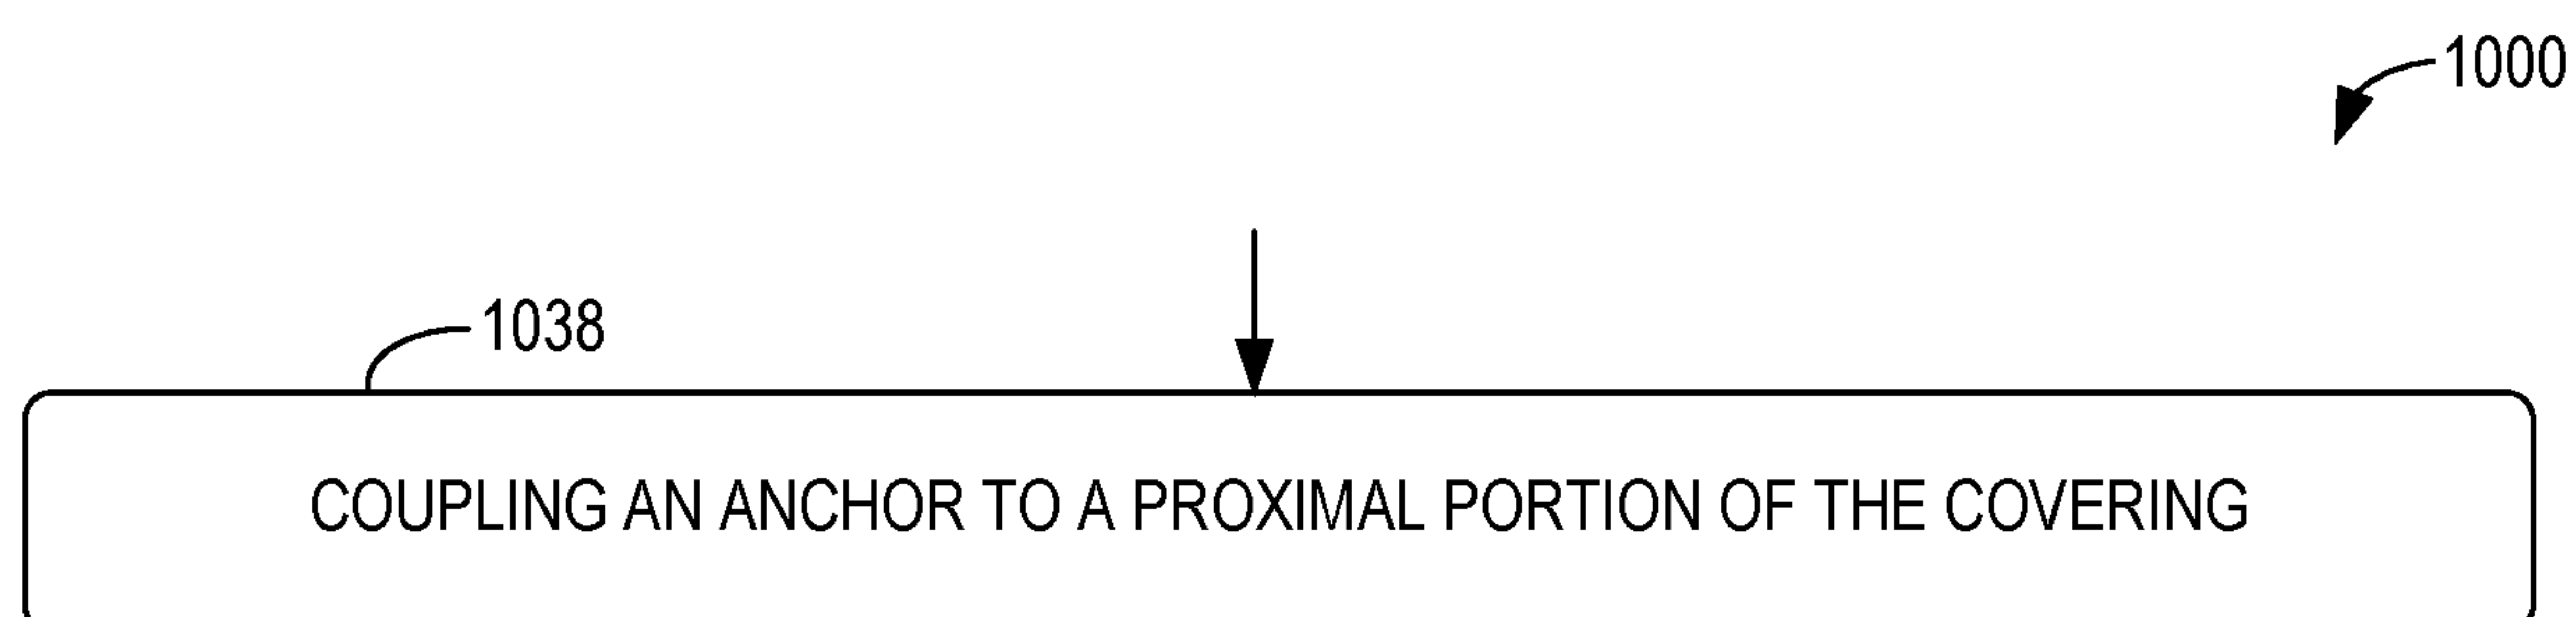 1000
1038
COUPLING AN ANCHOR TO A PROXIMAL PORTION OF THE COVERING